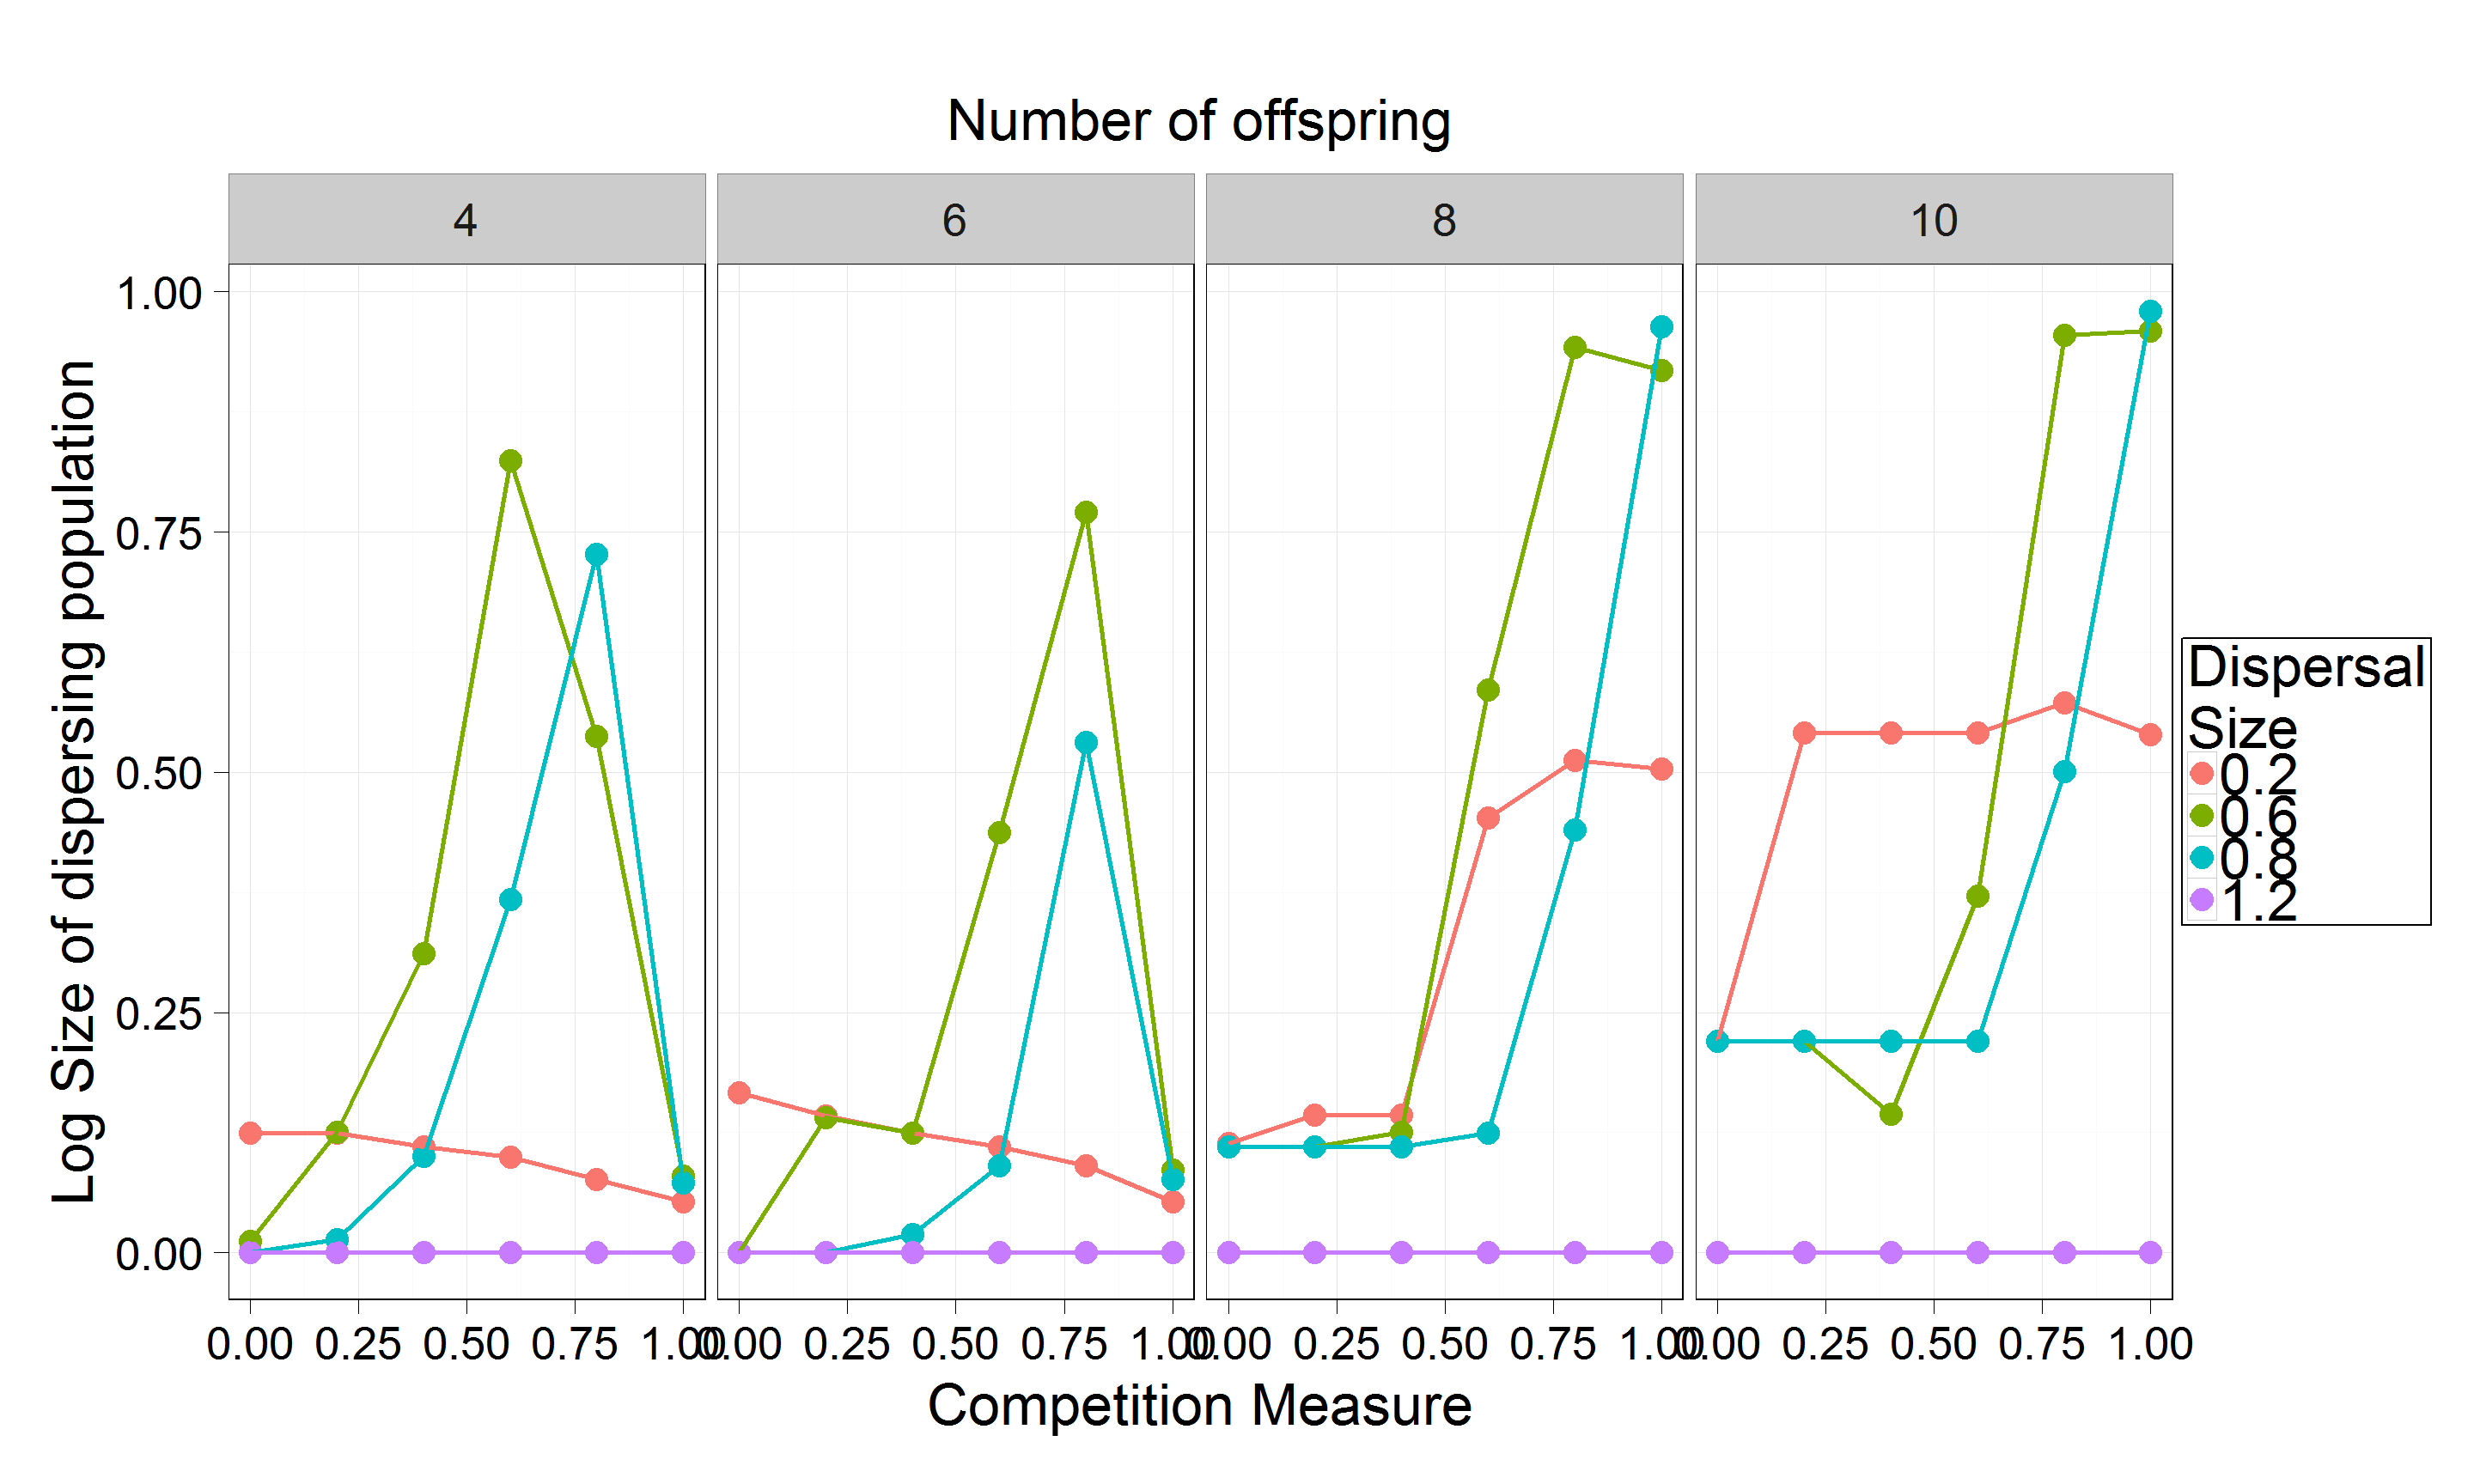 Number of offspring
4 6 8 10
Log Size of dispersing population
1.00
0.75
0.50
0.25
0.00
0.00 0.25 0.50 0.75 1.00 0.00 0.25 0.50 0.75 1.00 0.00 0.25 0.50 0.75 1.00 0.00 0.25 0.50 0.75 1.00
Competition Measure
Dispersal
Size
0.2
0.6
0.8
1.2